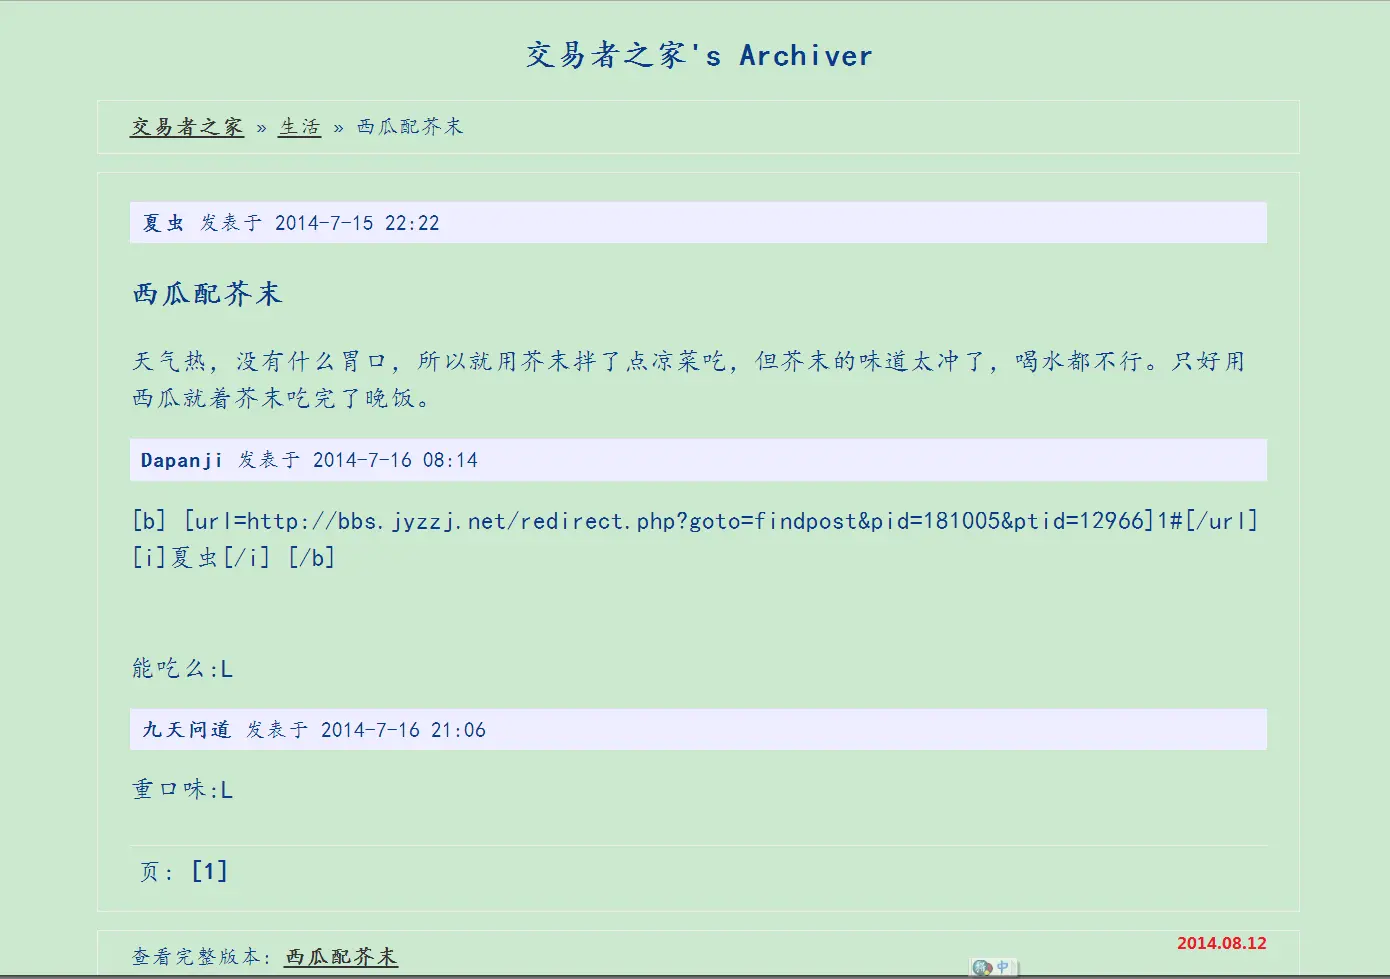 交易者之家's Archiver
交易者之家 » 生活 » 西瓜配芥末
夏虫 发表于 2014-7-15 22:22
西瓜配芥末
天气热，没有什么胃口，所以就用芥末拌了点凉菜吃，但芥末的味道太冲了，喝水都不行。只好用
西瓜就着芥末吃完了晚饭。
Dapanji 发表于 2014-7-16 08:14
[b] [url=http://bbs.jyzzj.net/redirect.php?goto=findpost&pid=181005&ptid=12966]1#[/url]
[i]夏虫[/i] [/b]
能吃么:L
九天问道 发表于 2014-7-16 21:06
重口味:L
页: [1]
2014.08.12
查看完整版本: 西瓜配芥末
中